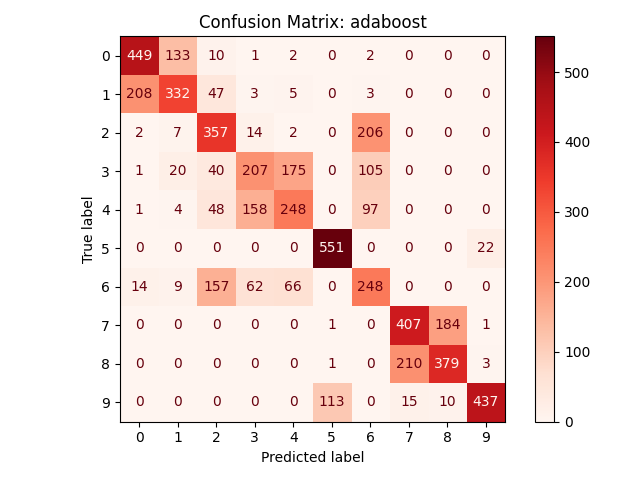 Confusion Matrix: adaboost
True label
0 449 133 10 1 2 0 2 0 0 0
1 208 332 47 3 5 0 3 0 0 0
2 2 7 357 14 2 0 206 0 0 0
3 1 20 40 207 175 0 105 0 0 0
4 1 4 48 158 248 0 97 0 0 0
5 0 0 0 0 0 551 0 0 0 22
6 14 9 157 62 66 0 248 0 0 0
7 0 0 0 0 0 1 0 407 184 1
8 0 0 0 0 0 1 0 210 379 3
9 0 0 0 0 0 113 0 15 10 437
0 1 2 3 4 5 6 7 8 9
Predicted label
500
400
300
200
100
0